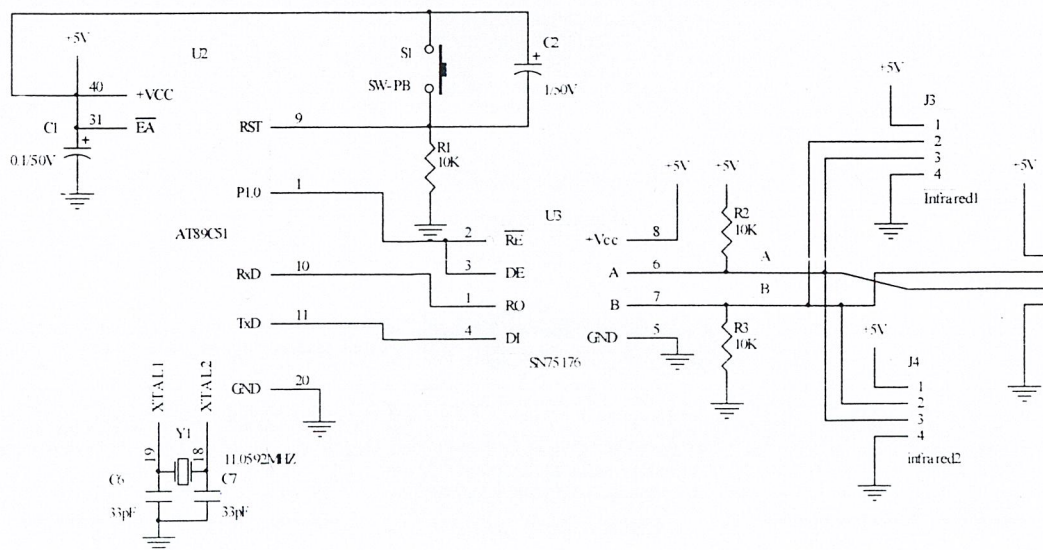 +5V
U2
S1
C2
+
40
+VCC
SW-PB
1/50V
+5V
J3
C1
31
EA
RST
9
1
+
2
0.1/50V
R1
10K
3
4
+5V
+5V
+5V
Infrared1
P1.0
1
U3
R2
10K
AT89C51
2
RE
+Vcc
8
A
RxD
10
3
DE
A
6
B
1
RO
B
7
TxD
11
4
DI
GND
5
R3
10K
+5V
SN75176
J4
XTAL1
XTAL2
GND
20
1
2
3
4
Y1
19
18
11.0592MHZ
infrared2
C6
C7
33pF
33pF